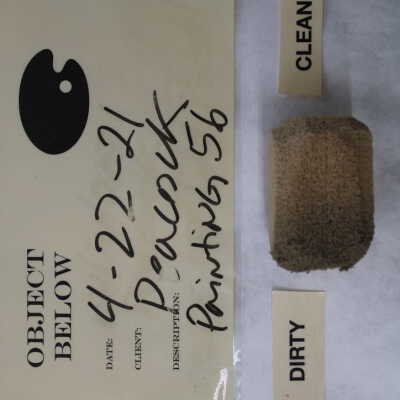 OBJECT
BELOW
DATE: 4-22-21
CLIENT: Peacock
DESCRIPTION: Painting 56
CLEAN
DIRTY